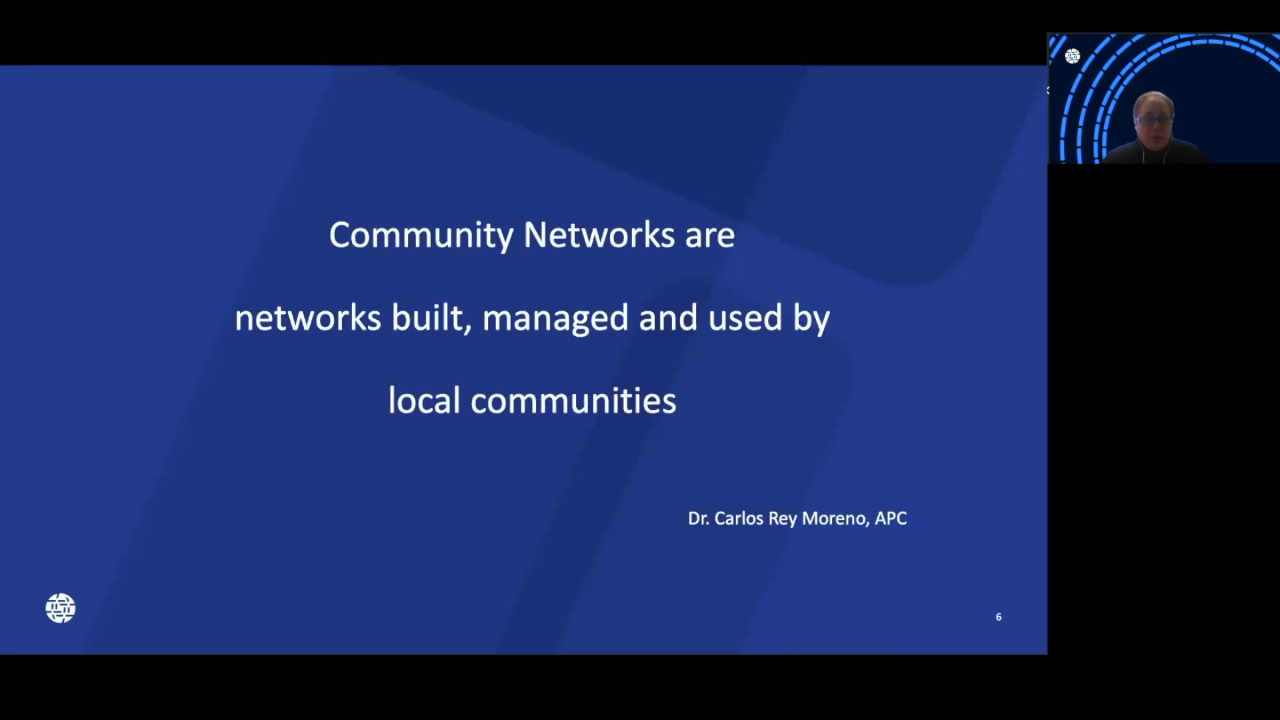 Community Networks are
networks built, managed and used by
local communities
Dr. Carlos Rey Moreno, APC
6